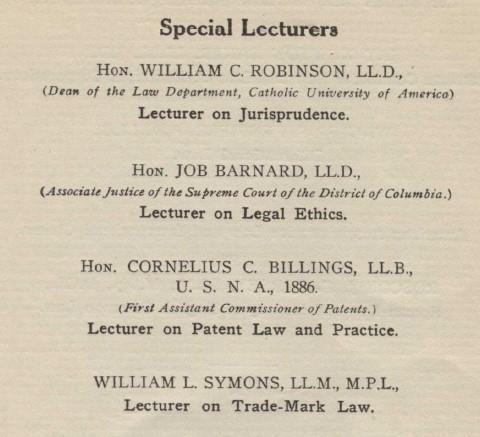 Special Lecturers
HON. WILLIAM C. ROBINSON, LL.D.,
(Dean of the Law Department, Catholic University of America)
Lecturer on Jurisprudence.
HON. JOB BARNARD, LL.D.,
(Associate Justice of the Supreme Court of the District of Columbia.)
Lecturer on Legal Ethics.
HON. CORNELIUS C. BILLINGS, LL.B.,
U. S. N. A., 1886.
(First Assistant Commissioner of Patents.)
Lecturer on Patent Law and Practice.
WILLIAM L. SYMONS, LL.M., M.P.L.,
Lecturer on Trade-Mark Law.